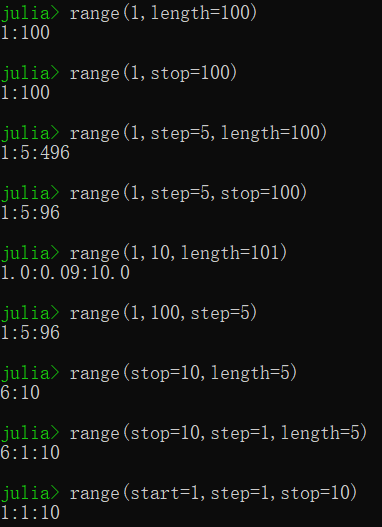 julia> range(1,length=100)
1:100
julia> range(1,stop=100)
1:100
julia> range(1,step=5,length=100)
1:5:496
julia> range(1,step=5,stop=100)
1:5:96
julia> range(1,10,length=101)
1.0:0.09:10.0
julia> range(1,100,step=5)
1:5:96
julia> range(stop=10,length=5)
6:10
julia> range(stop=10,step=1,length=5)
6:1:10
julia> range(start=1,step=1,stop=10)
1:1:10